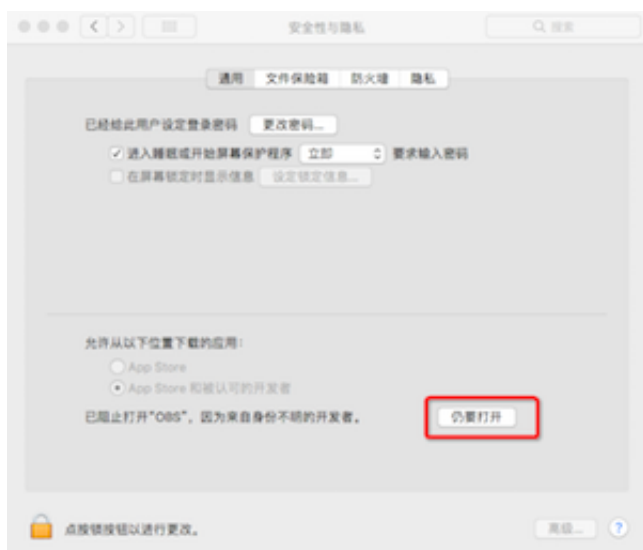 安全性与隐私
搜索
通用 文件保险箱 防火墙 隐私
已经给此用户设定登录密码 更改密码...
进入睡眠或开始屏幕保护程序 立即 要求输入密码
在屏幕锁定时显示信息 设定锁定信息...
允许从以下位置下载的应用：
App Store
App Store 和被认可的开发者
已阻止打开“OBS”，因为来自身份不明的开发者。 仍要打开
点按锁按钮以进行更改。 高级... ?